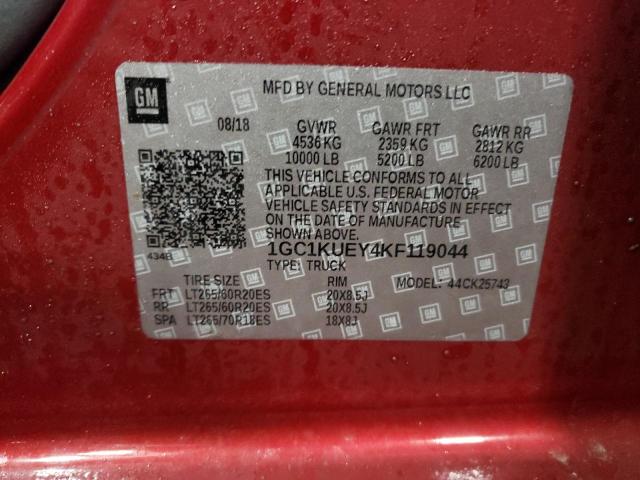 GM
MFD BY GENERAL MOTORS LLC
08/18 GVWR GAWR FRT GAWR RR
4536 KG 2359 KG 2812 KG
10000 LB 5200 LB 6200 LB
THIS VEHICLE CONFORMS TO ALL
APPLICABLE U.S. FEDERAL MOTOR
VEHICLE SAFETY STANDARDS IN EFFECT
ON THE DATE OF MANUFACTURE
SHOWN ABOVE.
1GC1KUEY4KF119044
434B
TYPE: TRUCK
TIRE SIZE RIM MODEL: 44CK25743
FRT LT265/60R20ES 20X8.5J
RR LT265/60R20ES 20X8.5J
SPA LT265/70R18ES 18X8J